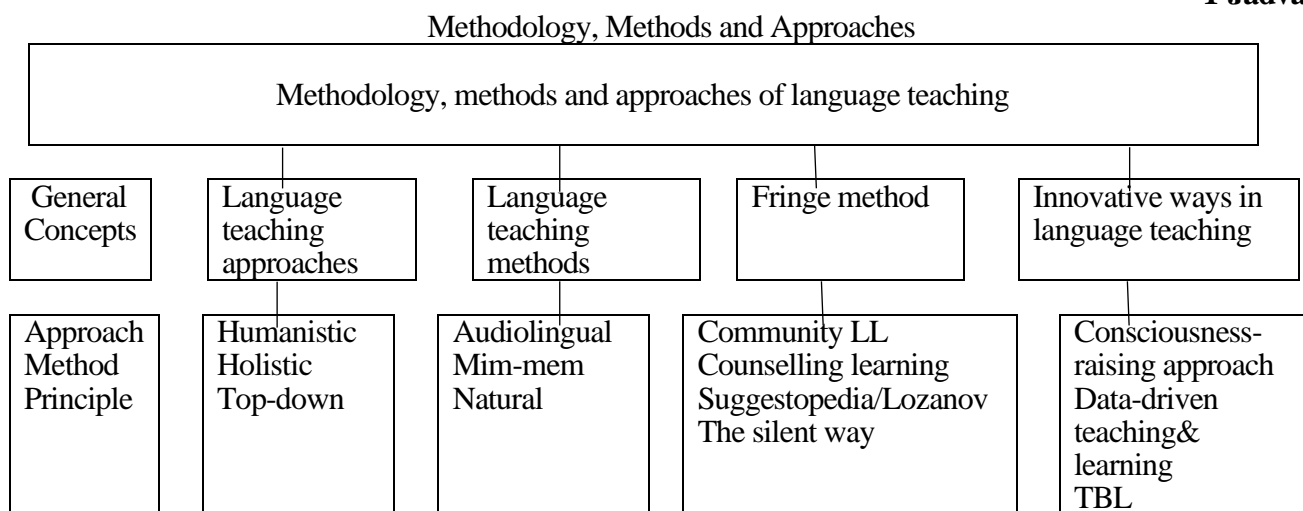 Methodology, Methods and Approaches
Methodology, methods and approaches of language teaching
General
Concepts
Language
teaching
approaches
Language
teaching
methods
Fringe method
Innovative ways in
language teaching
Approach
Method
Principle
Humanistic
Holistic
Top-down
Audiolingual
Mim-mem
Natural
Community LL
Counselling learning
Suggestopedia/Lozanov
The silent way
Consciousness-
raising approach
Data-driven
teaching&
learning
TBL